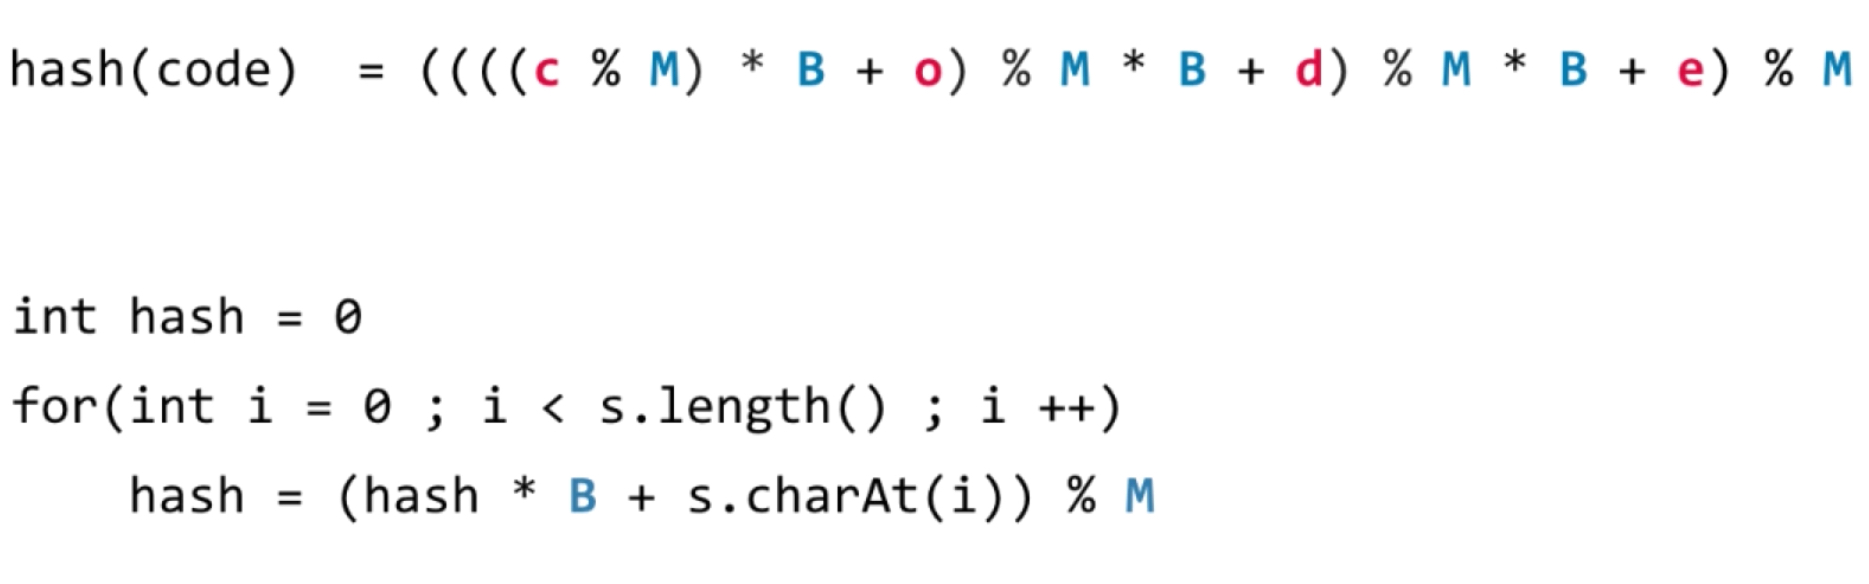 hash(code) = ((((c % M) * B + o) % M * B + d) % M * B + e) % M
int hash = 0
for(int i = 0 ; i < s.length() ; i ++)
hash = (hash * B + s.charAt(i)) % M